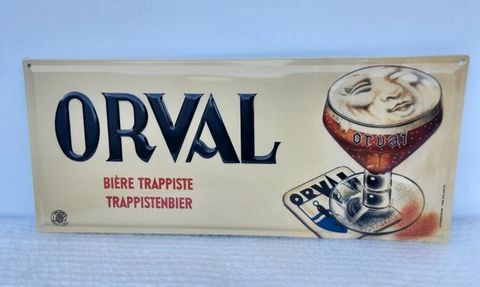 ORVAL
BIÈRE TRAPPISTE
TRAPPISTENBIER
orval
ORVAL